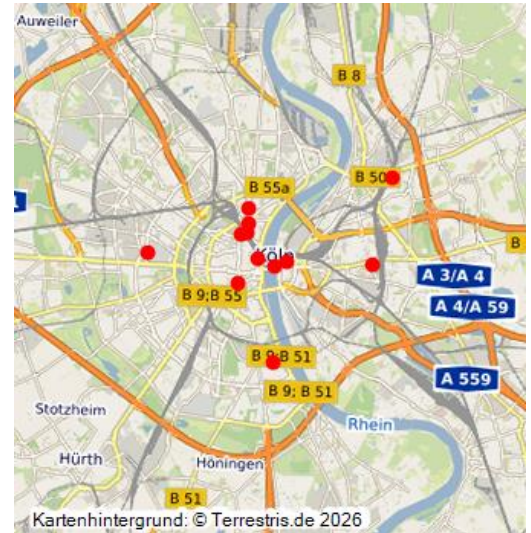 Auweiler
B 8
B 50
B 55a
1
Köln
B
A 3/A 4
B 9;B 55
A 4/A 59
B 9;B 51
A 559
B 9; B 51
Stotzheim
Rhein
Hürth
Höningen
B 51
Kartenhintergrund: © Terrestris.de 2026